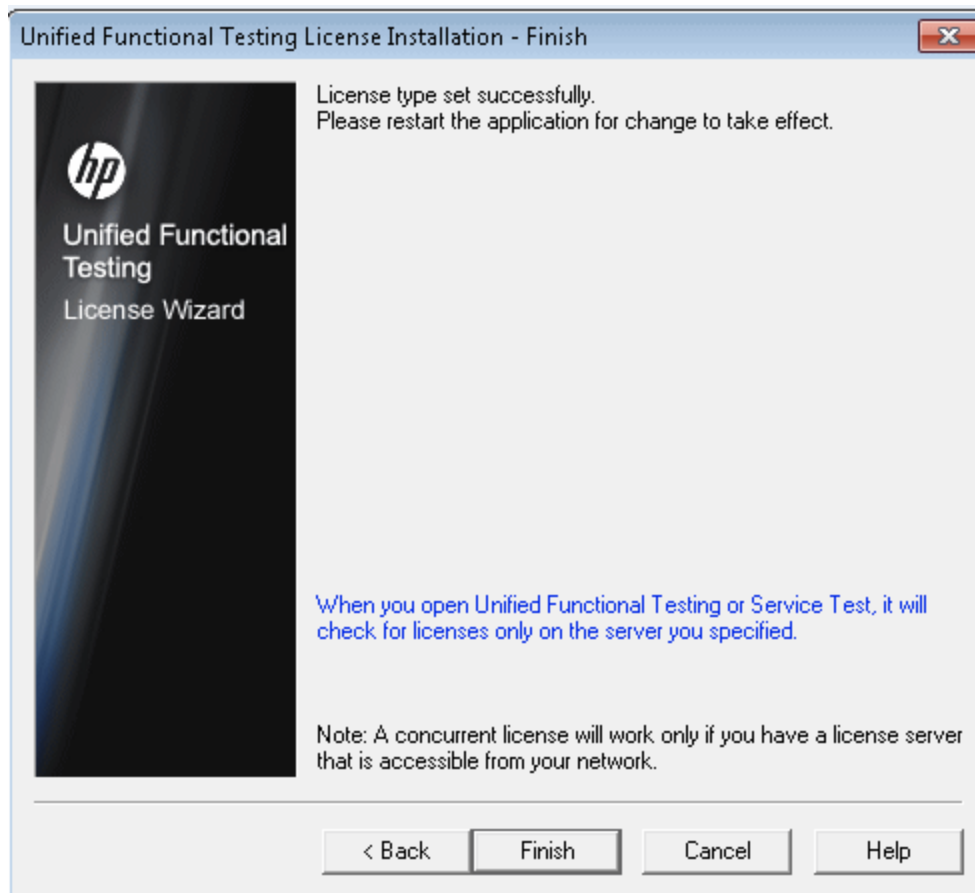 Unified Functional Testing License Installation - Finish
License type set successfully.
Please restart the application for change to take effect.
hp
Unified Functional
Testing
License Wizard
When you open Unified Functional Testing or Service Test, it will
check for licenses only on the server you specified.
Note: A concurrent license will work only if you have a license server
that is accessible from your network.
< Back
Finish
Cancel
Help